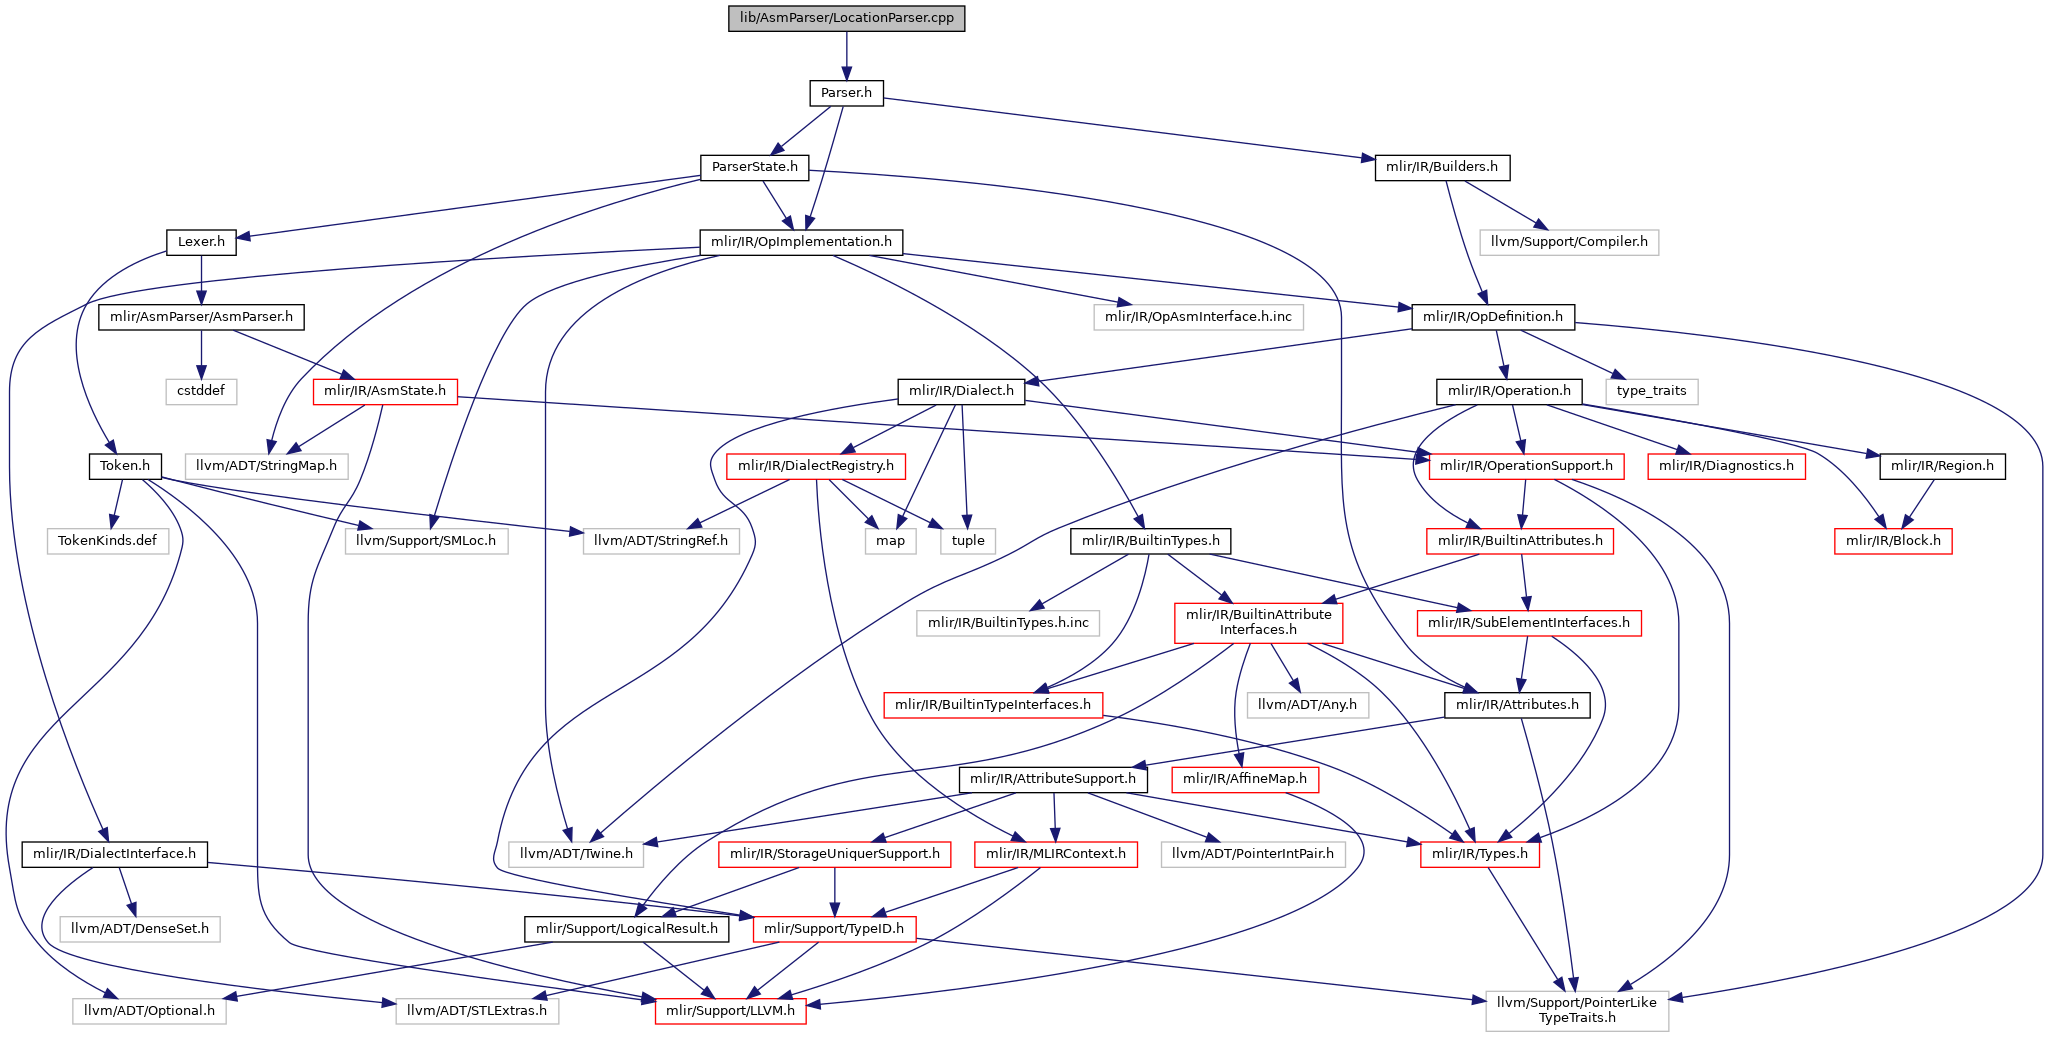 lib/AsmParser/LocationParser.cpp
Parser.h
ParserState.h
mlir/IR/Builders.h
Lexer.h
mlir/IR/OpImplementation.h
llvm/Support/Compiler.h
mlir/AsmParser/AsmParser.h
mlir/IR/OpAsmInterface.h.inc
mlir/IR/OpDefinition.h
cstddef
mlir/IR/AsmState.h
mlir/IR/Dialect.h
mlir/IR/Operation.h
type_traits
Token.h
llvm/ADT/StringMap.h
mlir/IR/DialectRegistry.h
mlir/IR/OperationSupport.h
mlir/IR/Diagnostics.h
mlir/IR/Region.h
TokenKinds.def
llvm/Support/SMLoc.h
llvm/ADT/StringRef.h
map
tuple
mlir/IR/BuiltinTypes.h
mlir/IR/BuiltinAttributes.h
mlir/IR/Block.h
mlir/IR/BuiltinTypes.h.inc
mlir/IR/BuiltinAttribute
Interfaces.h
mlir/IR/SubElementInterfaces.h
mlir/IR/BuiltinTypeInterfaces.h
llvm/ADT/Any.h
mlir/IR/Attributes.h
mlir/IR/AttributeSupport.h
mlir/IR/AffineMap.h
mlir/IR/DialectInterface.h
llvm/ADT/Twine.h
mlir/IR/StorageUniquerSupport.h
mlir/IR/MLIRContext.h
llvm/ADT/PointerIntPair.h
mlir/IR/Types.h
llvm/ADT/DenseSet.h
mlir/Support/LogicalResult.h
mlir/Support/TypeID.h
llvm/ADT/Optional.h
llvm/ADT/STLExtras.h
mlir/Support/LLVM.h
llvm/Support/PointerLike
TypeTraits.h